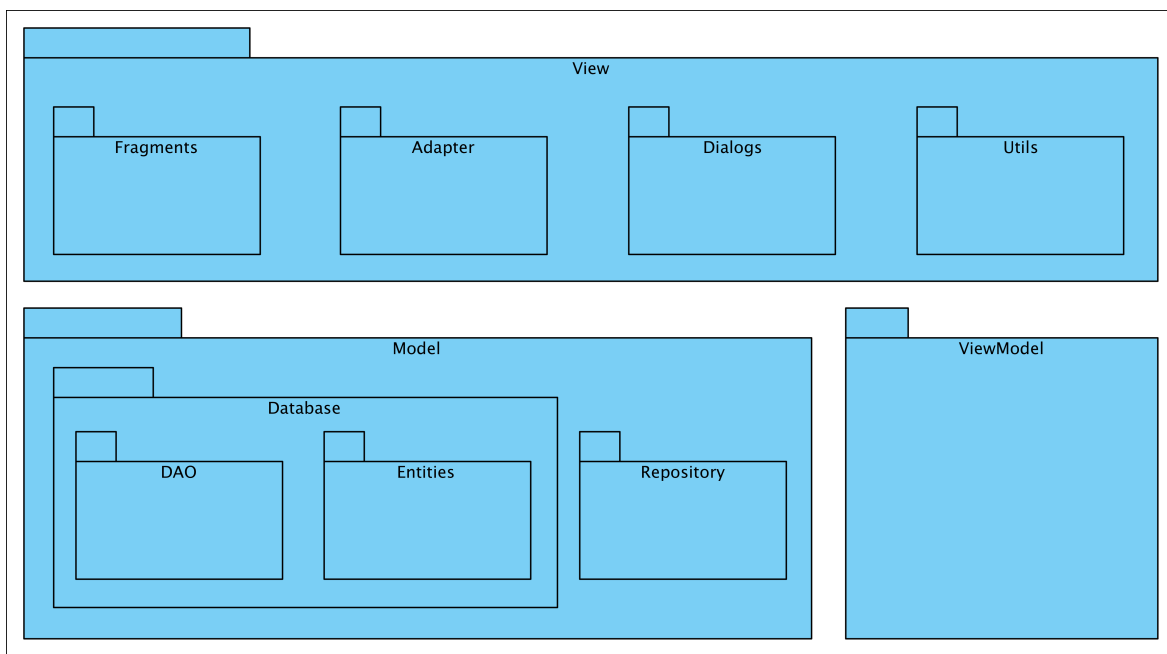 View
Fragments
Adapter
Dialogs
Utils
Model
ViewModel
Database
DAO
Entities
Repository